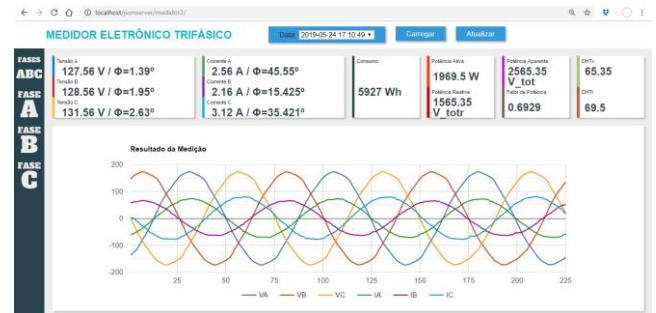 localhost/jsonserver/medidos2/
MEDIDOR ELETRÔNICO TRIFÁSICO
Data 2019-05-24 17:10:49
Carregar
Atualizar
FASES
ABC
FASE
A
FASE
B
FASE
C
Tensão A
127.56 V / Φ=1.39º
Tensão B
128.56 V / Φ=1.95º
Tensão C
131.56 V / Φ=2.63º
Corrente A
2.56 A / Φ=45.55º
Corrente B
2.16 A / Φ=15.425º
Corrente C
3.12 A / Φ=35.421º
Consumo
5927 Wh
Potência Ativa
1969.5 W
Potência Reativa
1565.35
V_totr
Potência Aparente
2565.35
V_tot
Fator de Potência
0.6929
DHTv
65.35
DHTi
69.5
Resultado da Medição
200
100
0
-100
-200
25
50
75
100
125
150
175
200
225
VA
VB
VC
IA
IB
IC